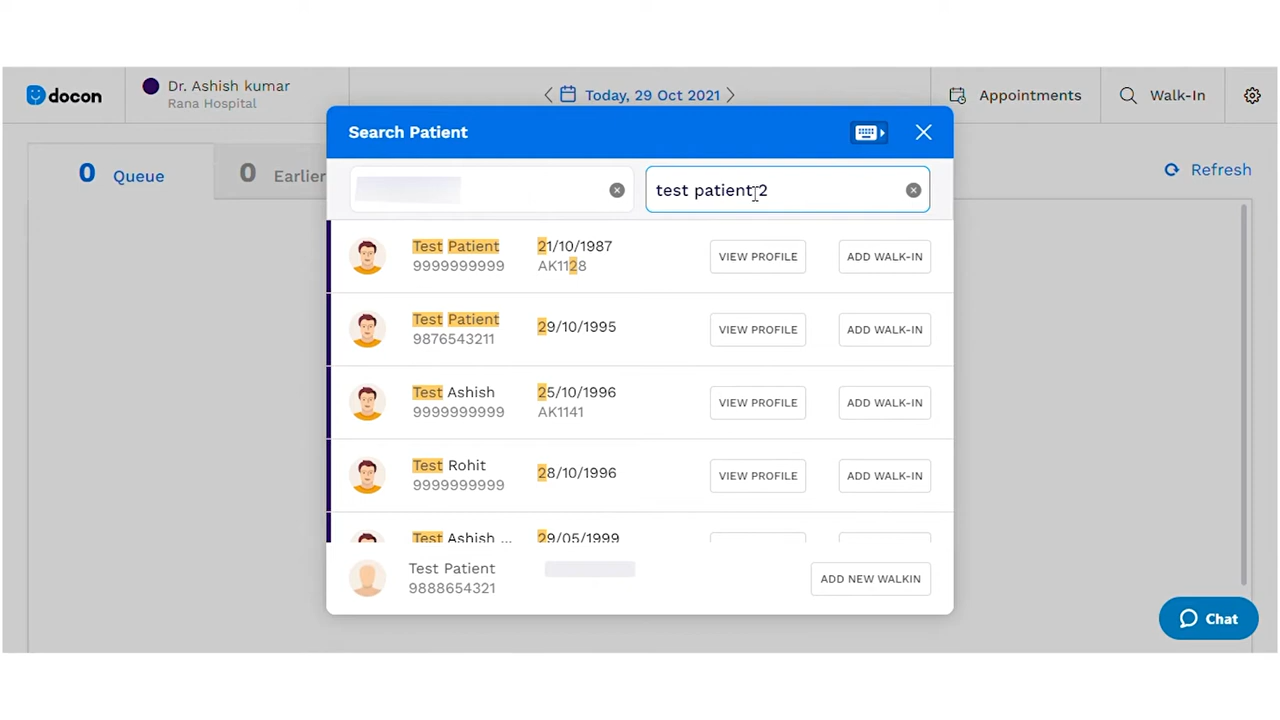 docon
Dr. Ashish kumar
Rana Hospital
Today, 29 Oct 2021
Appointments
Walk-In
Search Patient
0 Queue
0 Earlier
Refresh
test patient 2
Test Patient 21/10/1987 VIEW PROFILE ADD WALK-IN
9999999999 AK1128
Test Patient 29/10/1995 VIEW PROFILE ADD WALK-IN
9876543211
Test Ashish 25/10/1996 VIEW PROFILE ADD WALK-IN
9999999999 AK1141
Test Rohit 28/10/1996 VIEW PROFILE ADD WALK-IN
9999999999
Test Ashish ... 29/05/1999
Test Patient
9888654321
ADD NEW WALKIN
Chat